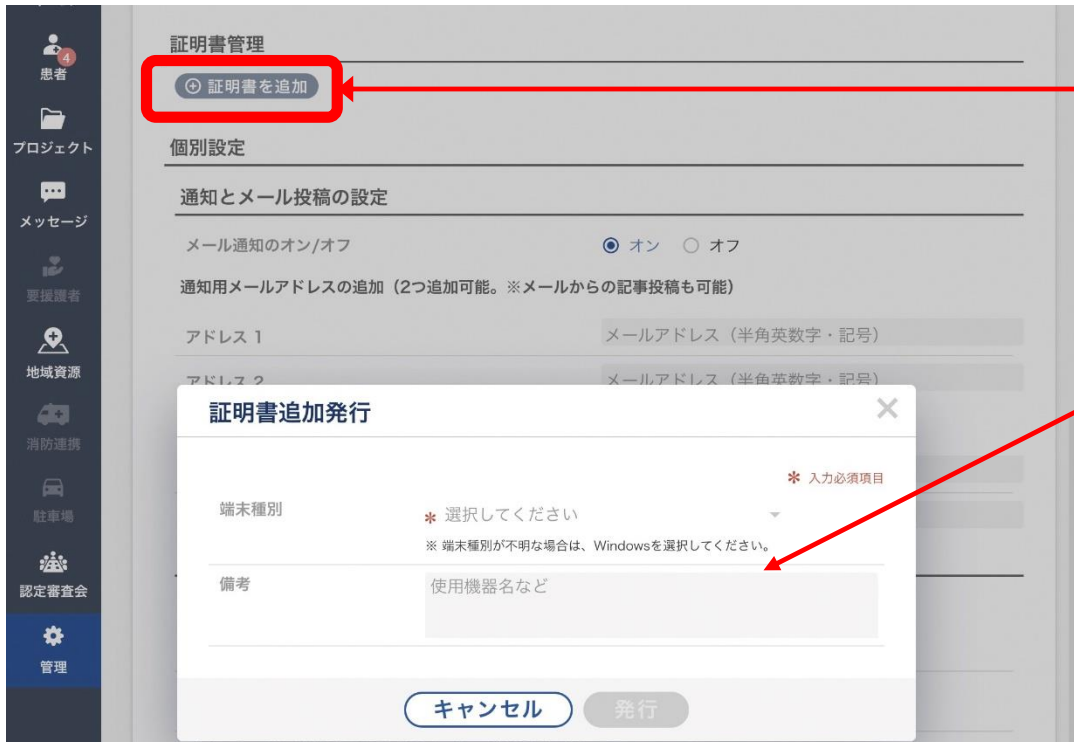 4
患者
プロジェクト
メッセージ
要援護者
地域資源
消防連携
駐車場
認定審査会
管理
証明書管理
証明書を追加
個別設定
通知とメール投稿の設定
メール通知のオン/オフ
オン
オフ
通知用メールアドレスの追加（2つ追加可能。※メールからの記事投稿も可能）
アドレス 1
メールアドレス（半角英数字・記号）
アドレス 2
メールアドレス（半角英数字・記号）
証明書追加発行
* 入力必須項目
端末種別
* 選択してください
※ 端末種別が不明な場合は、Windowsを選択してください。
備考
使用機器名など
キャンセル
発行